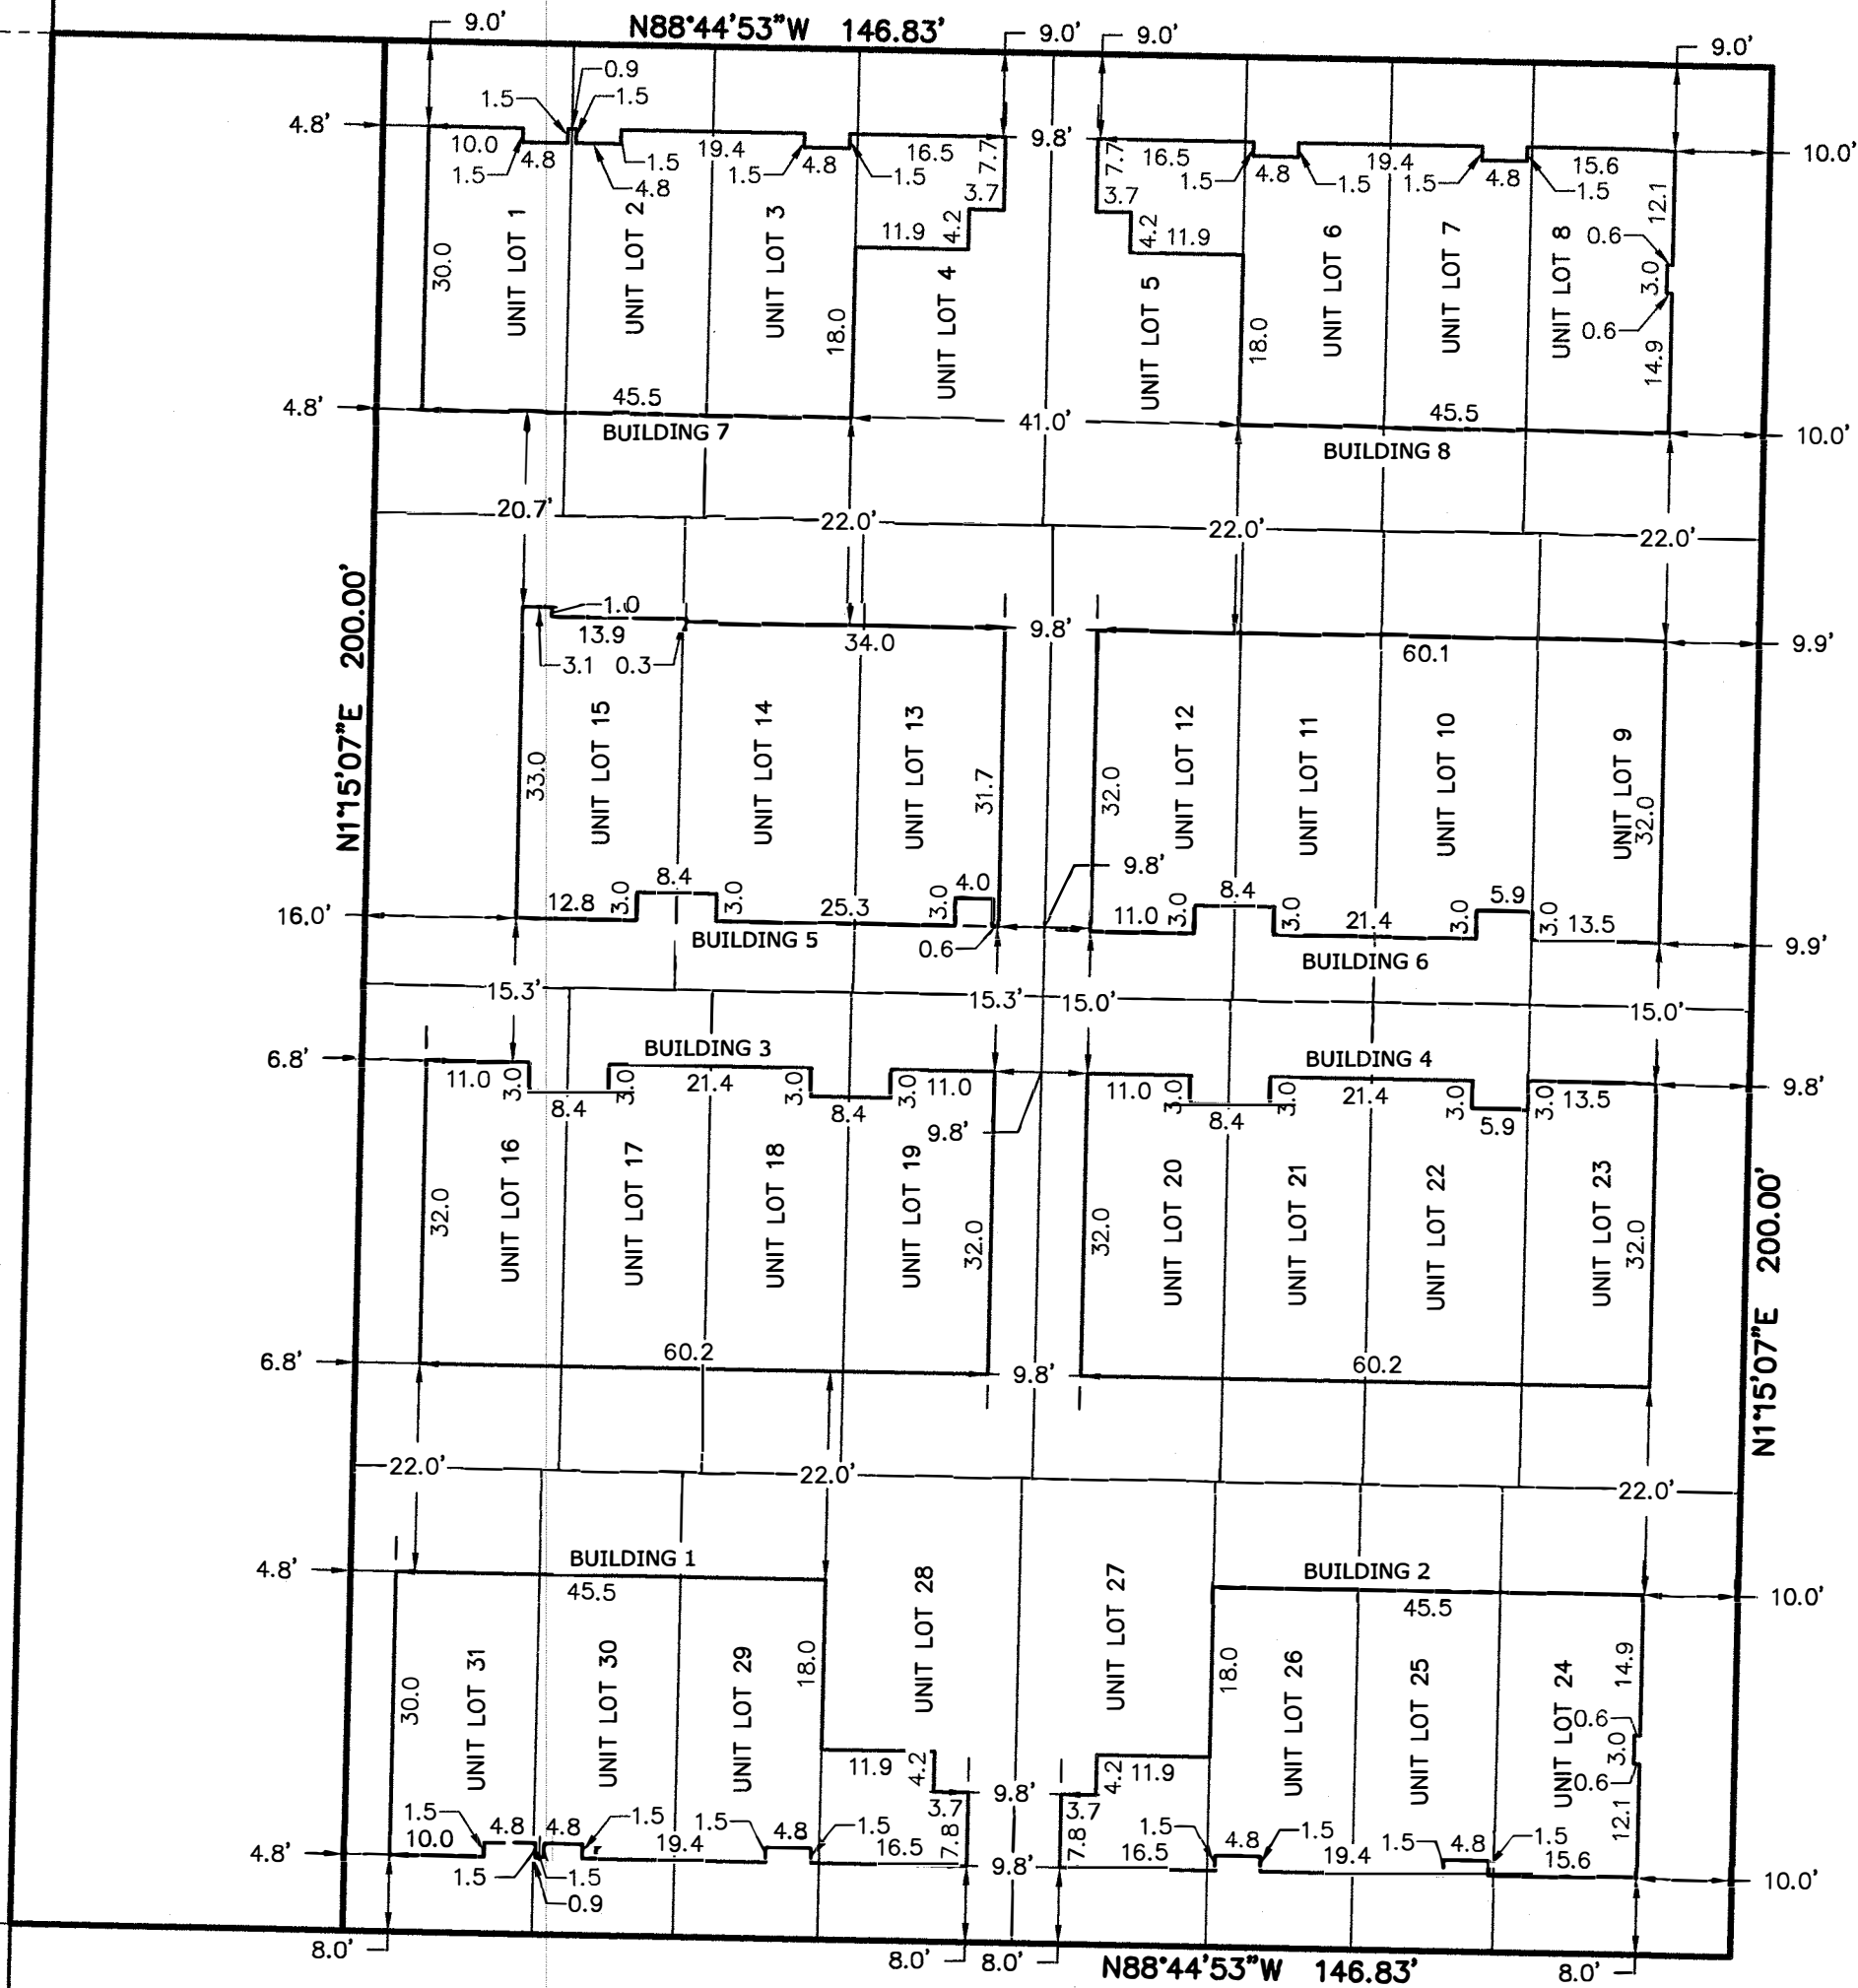 9.0' N88°44'53"W 146.83' 9.0' 9.0' 9.0'
0.9
1.5 1.5
4.8' 9.8' 10.0'
10.0 4.8 1.5 19.4 4.8 16.5 7.7 7.7 16.5 4.8 19.4 4.8 15.6
1.5 4.8 1.5 1.5 1.5 1.5 1.5 1.5
3.7 3.7 12.1
11.9 4.2 4.2 11.9 0.6
30.0 3.0
0.6
UNIT LOT 1 UNIT LOT 2 UNIT LOT 3 UNIT LOT 4 UNIT LOT 5 UNIT LOT 6 UNIT LOT 7 UNIT LOT 8
18.0 18.0 14.9
4.8' 45.5 41.0' 45.5 10.0'
BUILDING 7 BUILDING 8
20.7' 22.0' 22.0' 22.0'
N1°15'07"E 200.00'
1.0
13.9 34.0 9.8' 60.1 9.9'
3.1 0.3
UNIT LOT 15 UNIT LOT 14 UNIT LOT 13 UNIT LOT 12 UNIT LOT 11 UNIT LOT 10 UNIT LOT 9
33.0 31.7 32.0 32.0
9.8'
8.4 4.0 8.4 5.9
16.0' 12.8 3.0 3.0 25.3 3.0 11.0 3.0 3.0 21.4 3.0 3.0 13.5
BUILDING 5 0.6 BUILDING 6 9.9'
15.3' 15.3' 15.0' 15.0'
6.8' BUILDING 3 BUILDING 4 9.8'
11.0 3.0 3.0 21.4 3.0 3.0 11.0 11.0 3.0 3.0 21.4 3.0 3.0 13.5
8.4 8.4 8.4 5.9
9.8'
UNIT LOT 16 UNIT LOT 17 UNIT LOT 18 UNIT LOT 19 UNIT LOT 20 UNIT LOT 21 UNIT LOT 22 UNIT LOT 23
32.0 32.0 32.0 32.0
N1°15'07"E 200.00'
6.8' 60.2 9.8' 60.2
22.0' 22.0' 22.0'
4.8' BUILDING 1 BUILDING 2
45.5 45.5 10.0'
UNIT LOT 31 UNIT LOT 30 UNIT LOT 29 UNIT LOT 28 UNIT LOT 27 UNIT LOT 26 UNIT LOT 25 UNIT LOT 24
30.0 18.0 18.0 14.9
0.6
3.0
11.9 4.2 4.2 11.9 0.6
3.7 9.8' 3.7
1.5 4.8 4.8 1.5 1.5 4.8 1.5 1.5 4.8 1.5 1.5 4.8 1.5 12.1
4.8' 10.0 19.4 16.5 7.8 7.8 16.5 19.4 15.6
1.5 1.5 9.8' 10.0'
0.9
8.0' 8.0' 8.0' N88°44'53"W 146.83' 8.0'